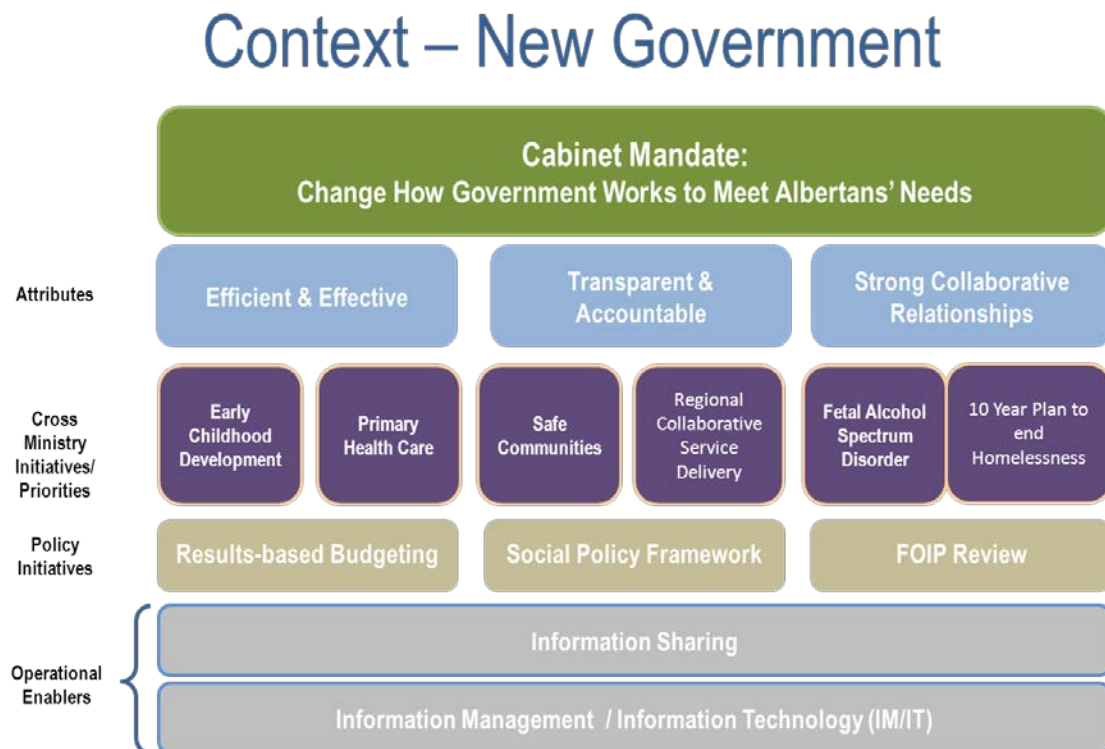 Context – New Government
Cabinet Mandate:
Change How Government Works to Meet Albertans' Needs
Attributes
Efficient & Effective
Transparent &
Accountable
Strong Collaborative
Relationships
Cross
Ministry
Initiatives/
Priorities
Early
Childhood
Development
Primary
Health Care
Safe
Communities
Regional
Collaborative
Service
Delivery
Fetal Alcohol
Spectrum
Disorder
10 Year Plan to
end
Homelessness
Policy
Initiatives
Results-based Budgeting
Social Policy Framework
FOIP Review
Operational
Enablers
Information Sharing
Information Management / Information Technology (IM/IT)